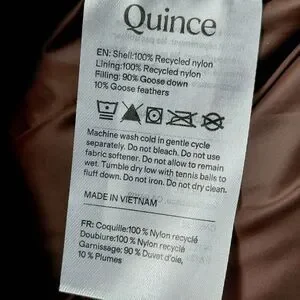 Quince
EN: Shell:100% Recycled nylon
Lining:100% Recycled nylon
Filling: 90% Goose down
10% Goose feathers
Machine wash cold in gentle cycle
separately. Do not bleach. Do not use
fabric softener. Do not allow to remain
wet. Tumble dry low with tennis balls to
fluff down. Do not iron. Do not dry clean.
MADE IN VIETNAM
FR: Coquille:100 % Nylon recyclé
Doublure:100 % Nylon recyclé
Garnissage: 90 % Duvet d'oie,
10 % Plumes